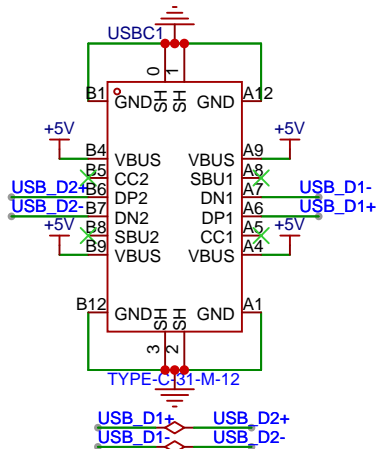 USBC1
0 1
B1 GND SH SH GND A12
+5V +5V
B4 VBUS VBUS A9
B5 CC2 SBU1 A8
USB_D2+ B6 DP2 DN1 A7 USB_D1-
USB_D2- B7 DN2 DP1 A6 USB_D1+
B8 SBU2 CC1 A5
+5V B9 VBUS VBUS A4 +5V
B12 GND SH SH GND A1
3 2
TYPE-C-31-M-12
USB_D1+ USB_D2+
USB_D1- USB_D2-